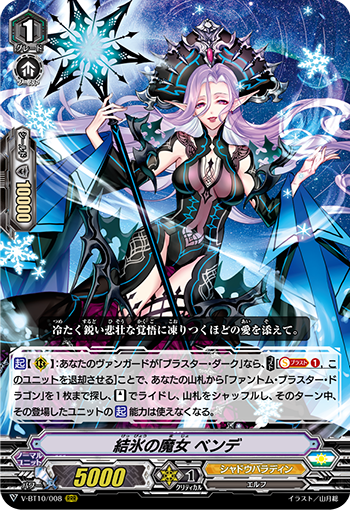 1
グレード
ブースト
シールド
10000
冷たく鋭い悲壮な覚悟に凍りつくほどの愛を添えて。
起【】:あなたのヴァンガードが「ブラスター・ダーク」なら、【[ソウルブラスト1,こ
のユニットを退却させる]】ことで、あなたの山札から「ファントム・ブラスター・ド
ラゴン」を1枚まで探し、【】でライドし、山札をシャッフルし、そのターン中、
その登場したユニットの起能力は使えなくなる。
ノーマル
ユニット
結氷の魔女 ベンデ
パワー
5000
1
クリティカル
シャドウパラディン
エルフ
V-BT10/008 RRR
イラスト/山月総